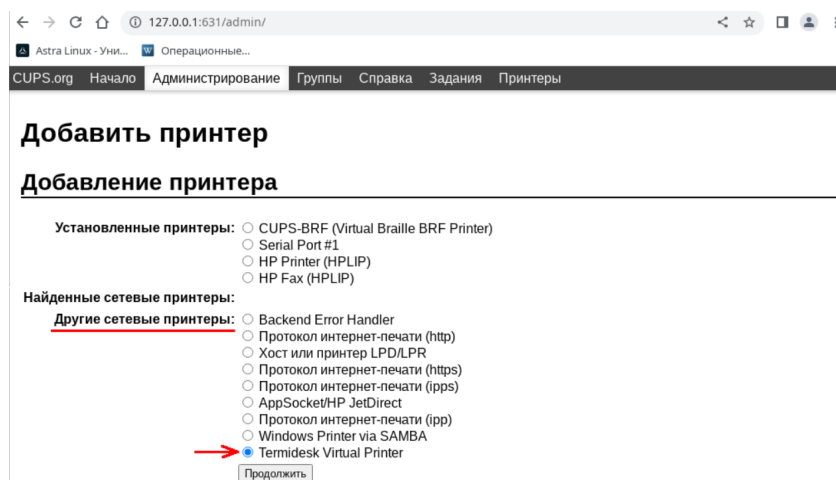 127.0.0.1:631/admin/
Astra Linux - Уни... Операционные...
CUPS.org Начало Администрирование Группы Справка Задания Принтеры
Добавить принтер
Добавление принтера
Установленные принтеры: CUPS-BRF (Virtual Braille BRF Printer)
Serial Port #1
HP Printer (HPLIP)
HP Fax (HPLIP)
Найденные сетевые принтеры:
Другие сетевые принтеры: Backend Error Handler
Протокол интернет-печати (http)
Хост или принтер LPD/LPR
Протокол интернет-печати (https)
Протокол интернет-печати (ipps)
AppSocket/HP JetDirect
Протокол интернет-печати (ipp)
Windows Printer via SAMBA
Termidesk Virtual Printer
Продолжить